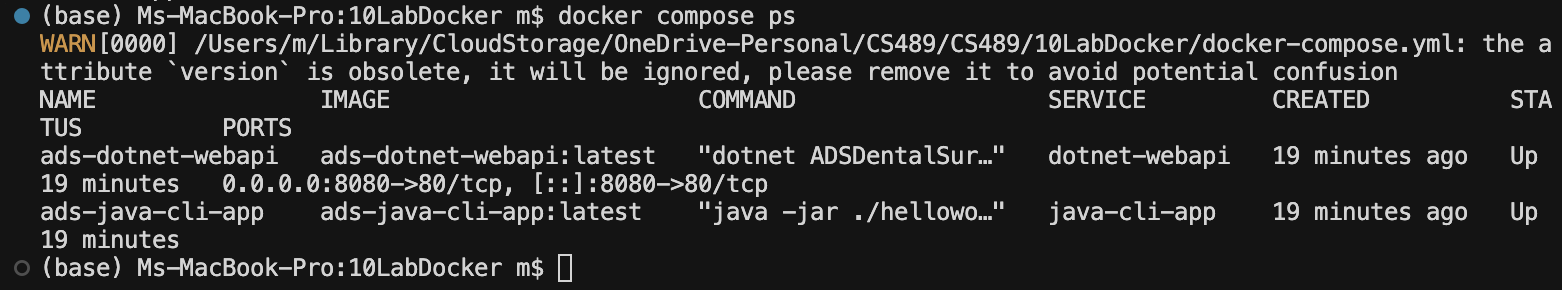 (base) Ms-MacBook-Pro:10LabDocker m$ docker compose ps
WARN[0000] /Users/m/Library/CloudStorage/OneDrive-Personal/CS489/CS489/10LabDocker/docker-compose.yml: the a
ttribute `version` is obsolete, it will be ignored, please remove it to avoid potential confusion
NAME                IMAGE                      COMMAND                  SERVICE         CREATED          STA
TUS          PORTS
ads-dotnet-webapi   ads-dotnet-webapi:latest   "dotnet ADSDentalSur…"   dotnet-webapi   19 minutes ago   Up 
19 minutes   0.0.0.0:8080->80/tcp, [::]:8080->80/tcp
ads-java-cli-app    ads-java-cli-app:latest    "java -jar ./hellowo…"   java-cli-app    19 minutes ago   Up 
19 minutes
(base) Ms-MacBook-Pro:10LabDocker m$